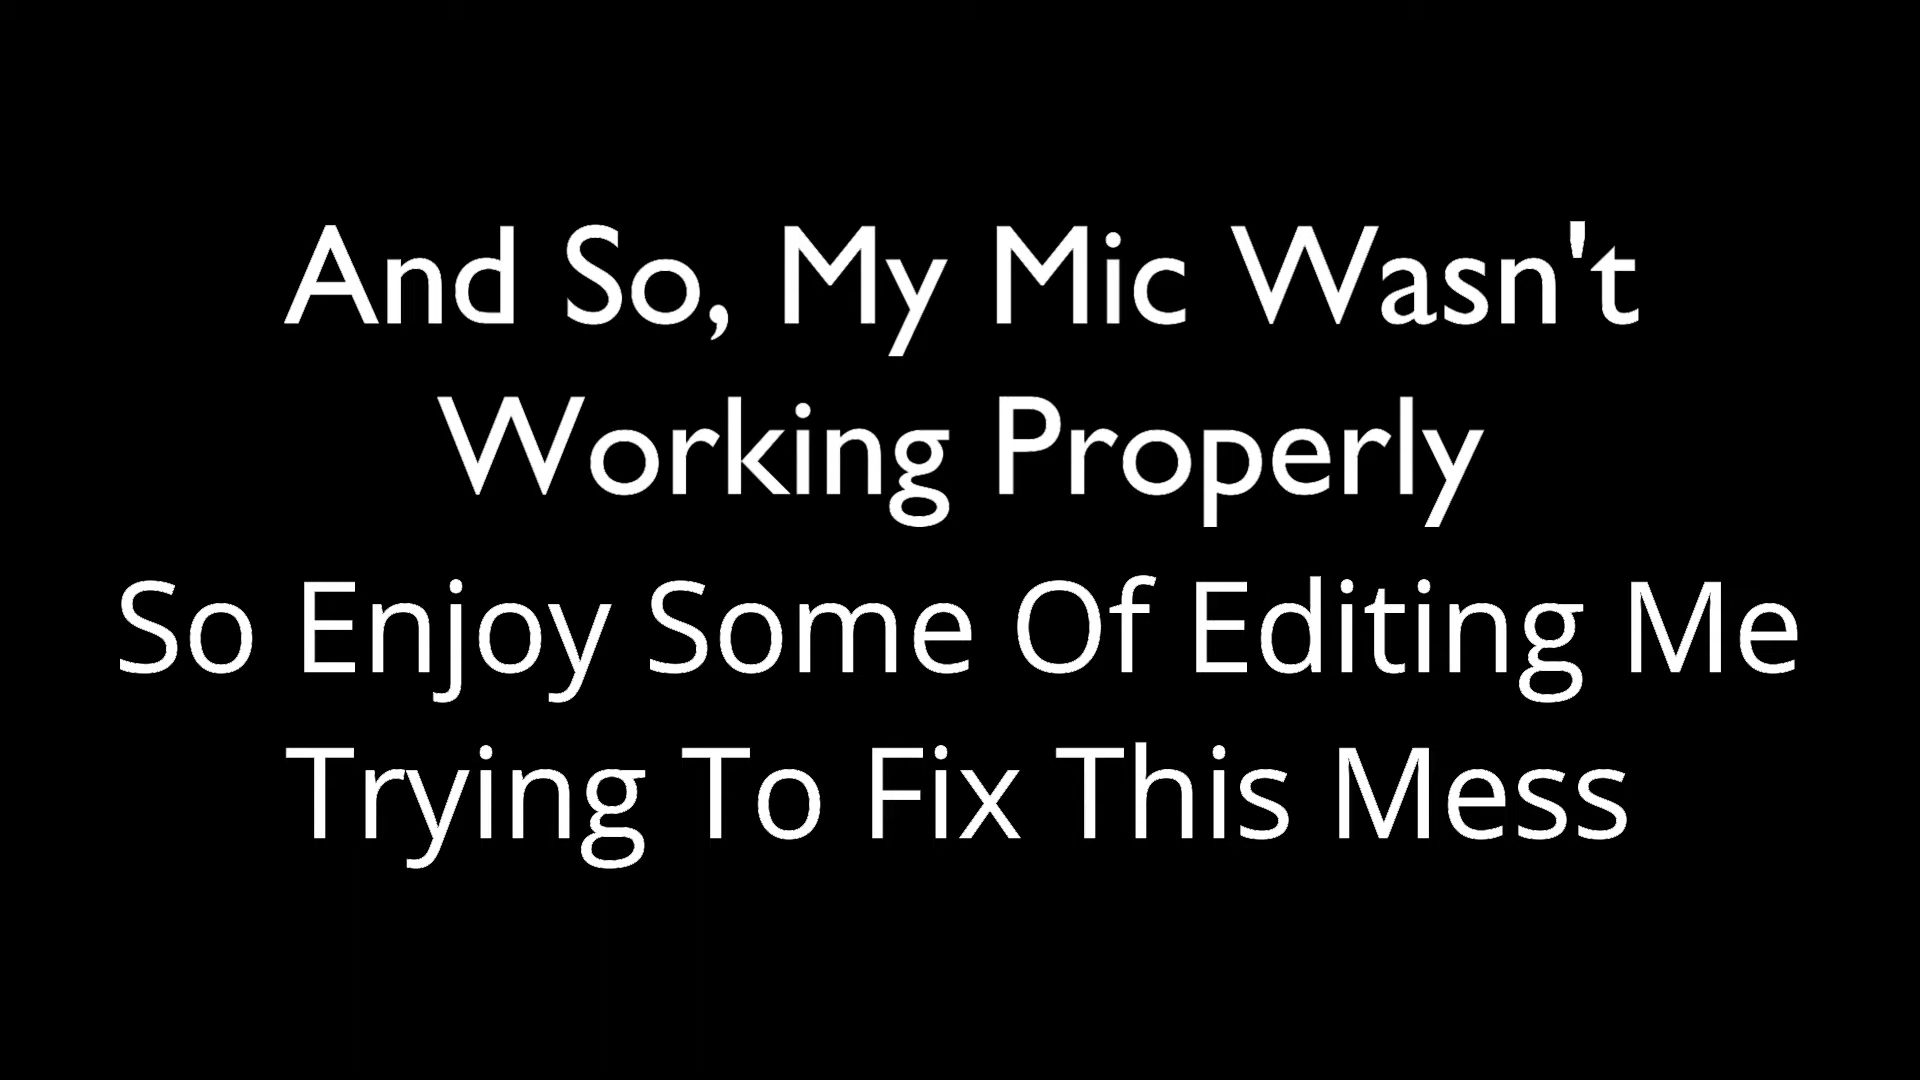 And So, My Mic Wasn't
Working Properly
So Enjoy Some Of Editing Me
Trying To Fix This Mess